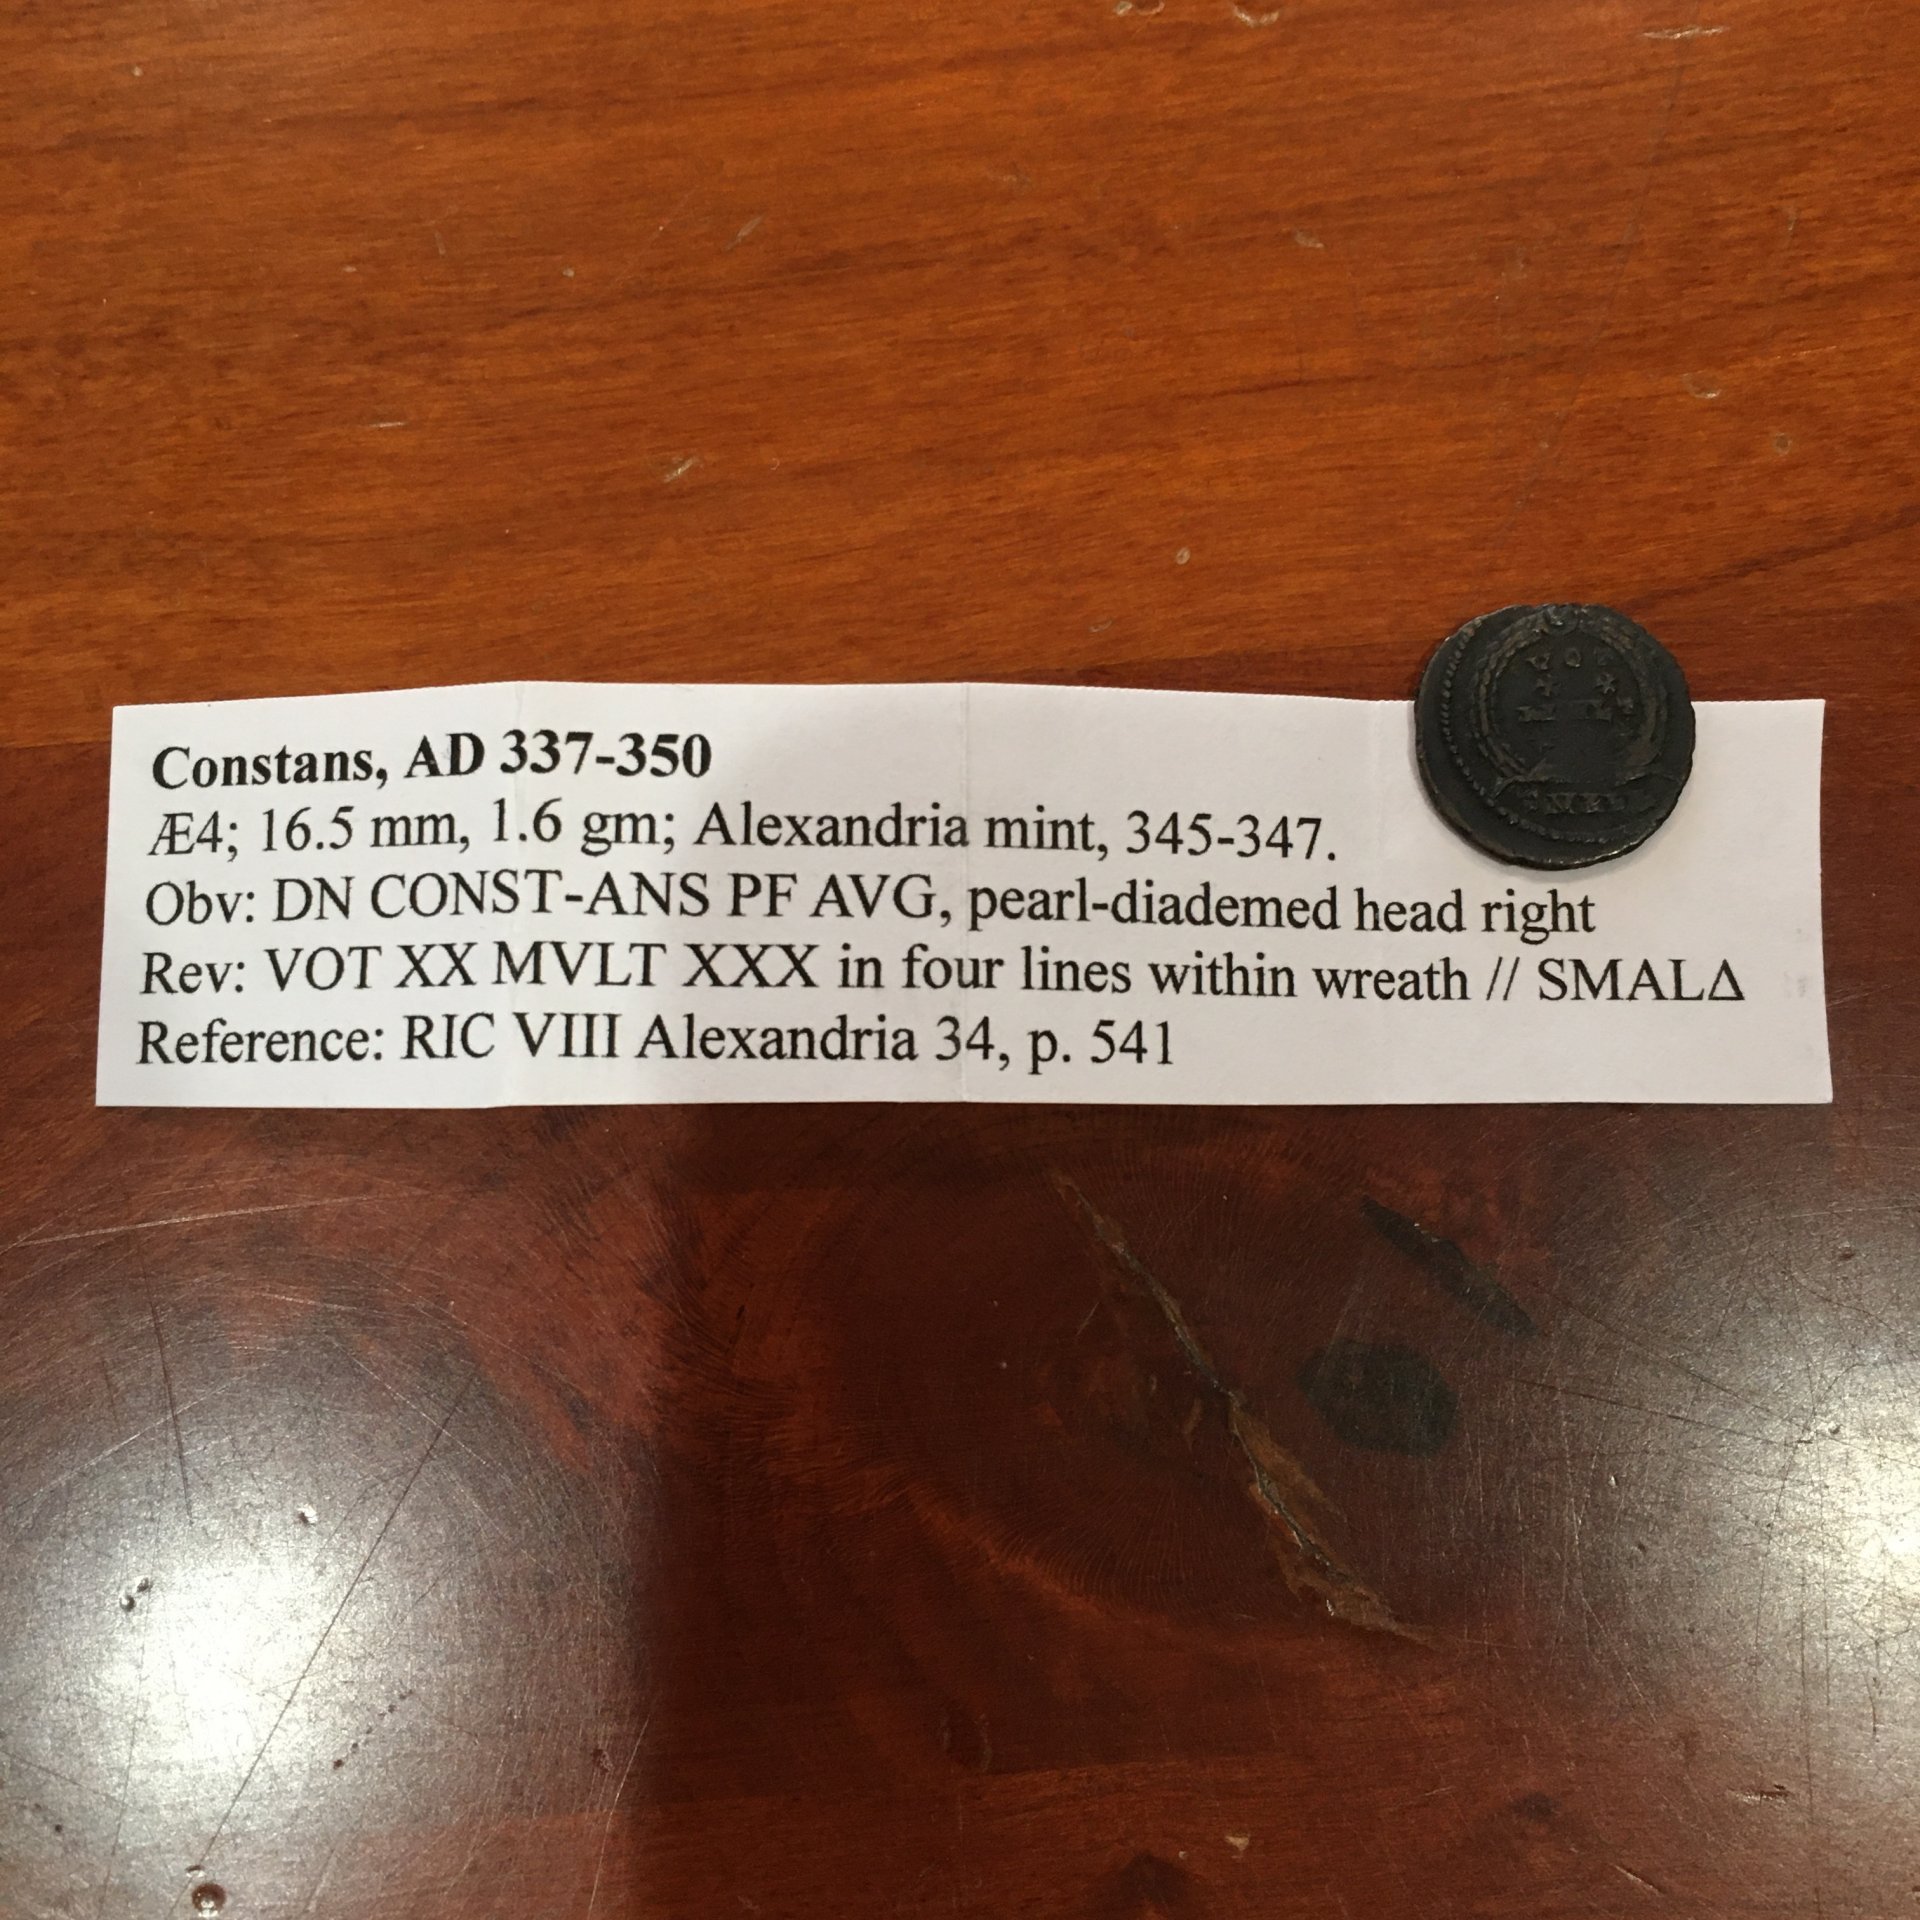 Constans, AD 337-350
Æ4; 16.5 mm, 1.6 gm; Alexandria mint, 345-347.
Obv: DN CONST-ANS PF AVG, pearl-diademed head right
Rev: VOT XX MVLT XXX in four lines within wreath // SMALΔ
Reference: RIC VIII Alexandria 34, p. 541